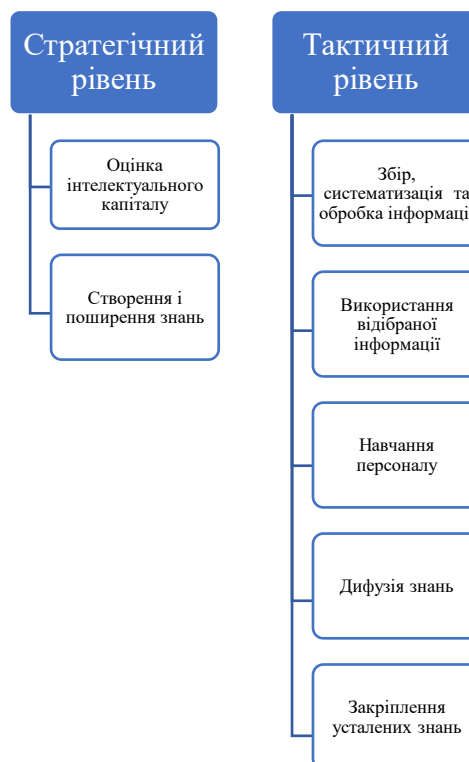 Стратегічний
рівень
Оцінка
інтелектуального
капіталу
Створення і
поширення знань
Тактичний
рівень
Збір,
систематизація та
обробка інформаці
Використання
відібраної
інформації
Навчання
персоналу
Дифузія знань
Закріплення
усталених знань